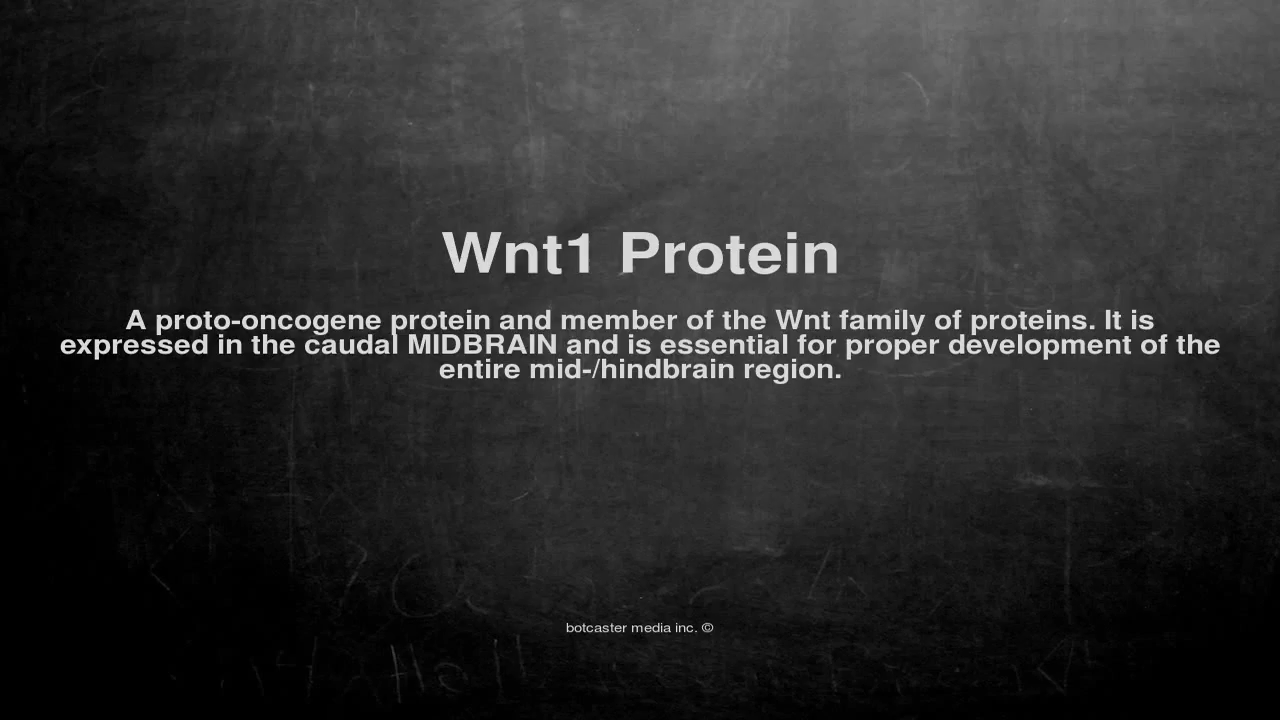 Wnt1 Protein
A proto-oncogene protein and member of the Wnt family of proteins. It is
expressed in the caudal MIDBRAIN and is essential for proper development of the
entire mid-/hindbrain region.
botcaster media inc. ©